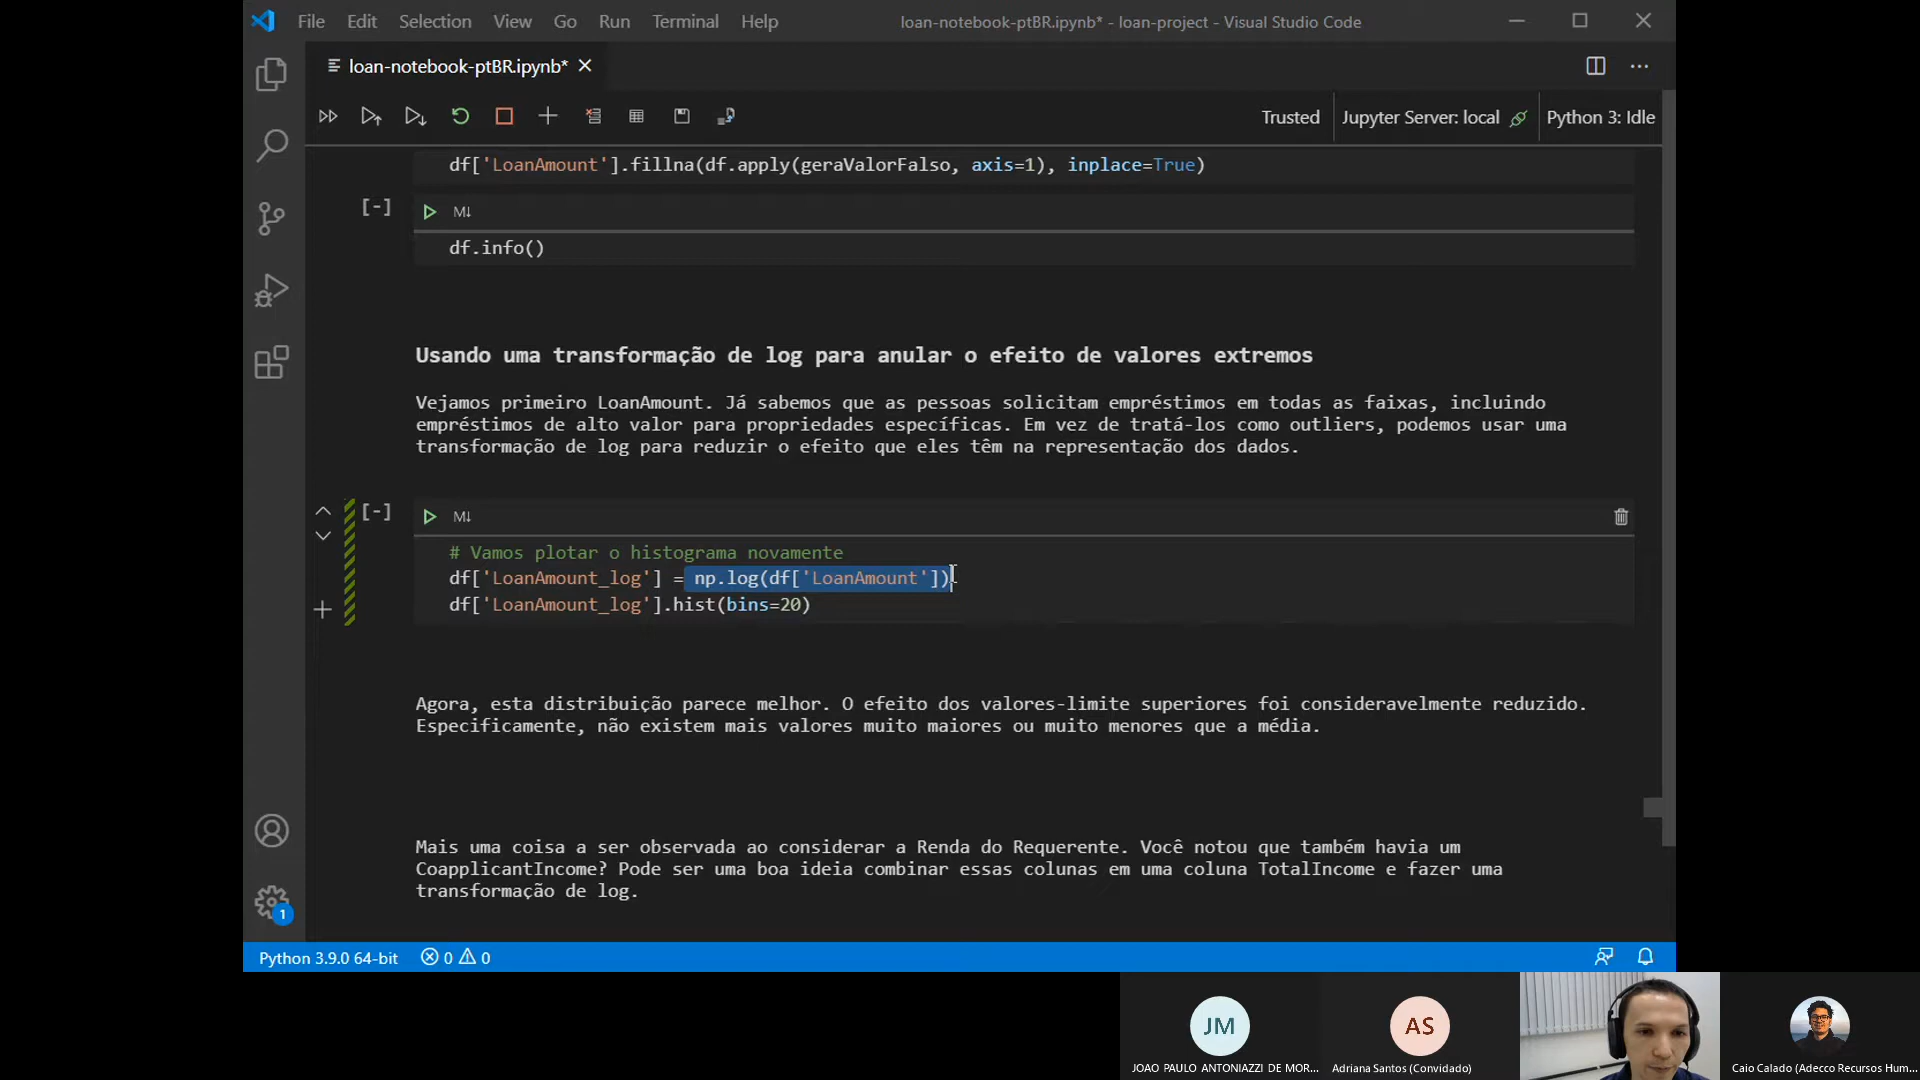 File Edit Selection View Go Run Terminal Help
loan-notebook-ptBR.ipynb* - loan-project - Visual Studio Code
loan-notebook-ptBR.ipynb*
Trusted
Jupyter Server: local
Python 3: Idle
df['LoanAmount'].fillna(df.apply(geraValorFalso, axis=1), inplace=True)
[-]
M↓
df.info()
Usando uma transformação de log para anular o efeito de valores extremos
Vejamos primeiro LoanAmount. Já sabemos que as pessoas solicitam empréstimos em todas as faixas, incluindo
empréstimos de alto valor para propriedades específicas. Em vez de tratá-los como outliers, podemos usar uma
transformação de log para reduzir o efeito que eles têm na representação dos dados.
[-]
M↓
# Vamos plotar o histograma novamente
df['LoanAmount_log'] = np.log(df['LoanAmount'])
df['LoanAmount_log'].hist(bins=20)
Agora, esta distribuição parece melhor. O efeito dos valores-limite superiores foi consideravelmente reduzido.
Especificamente, não existem mais valores muito maiores ou muito menores que a média.
Mais uma coisa a ser observada ao considerar a Renda do Requerente. Você notou que também havia um
CoapplicantIncome? Pode ser uma boa ideia combinar essas colunas em uma coluna TotalIncome e fazer uma
transformação de log.
1
Python 3.9.0 64-bit
0
0
JM
AS
JOAO PAULO ANTONIAZZI DE MOR...
Adriana Santos (Convidado)
Caio Calado (Adecco Recursos Hum...